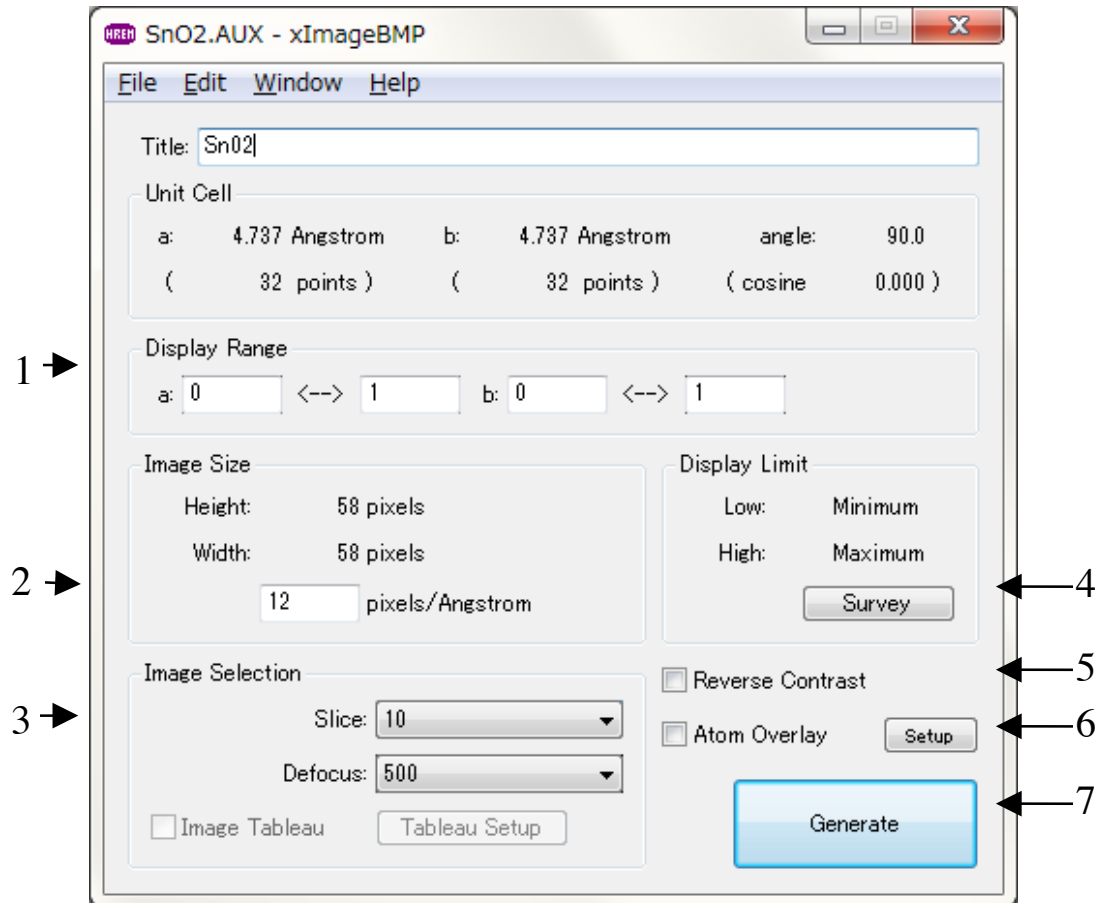 HREM SnO2.AUX - xImageBMP
File Edit Window Help
Title: Sn02
Unit Cell
a: 4.737 Angstrom b: 4.737 Angstrom angle: 90.0
( 32 points ) ( 32 points ) ( cosine 0.000 )
1
Display Range
a: 0 <--> 1 b: 0 <--> 1
Image Size
Height: 58 pixels
Width: 58 pixels
2
12 pixels/Angstrom
Display Limit
Low: Minimum
High: Maximum
Survey
4
Image Selection
3
Slice: 10
Defocus: 500
Image Tableau Tableau Setup
Reverse Contrast
5
Atom Overlay Setup
6
Generate
7